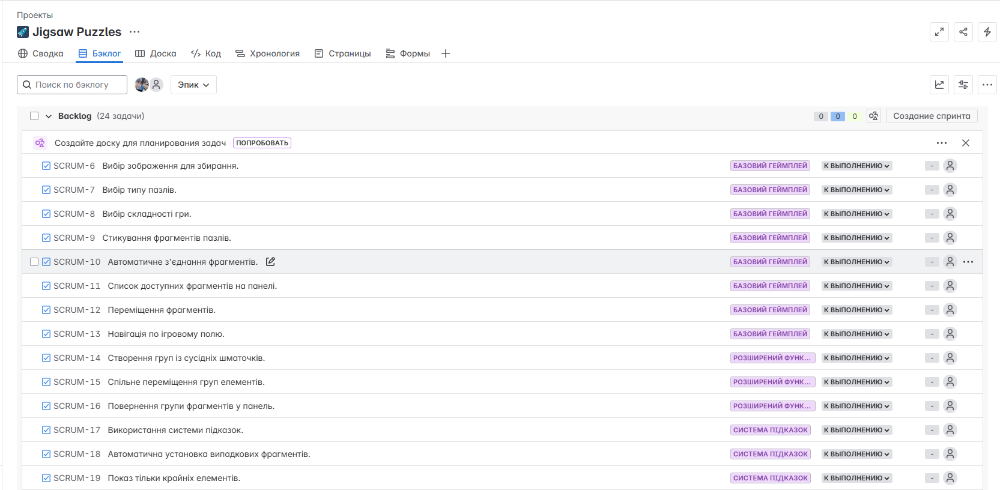 Проекты
Jigsaw Puzzles
Сводка Бэклог Доска Код Хронология Страницы Формы
Поиск по бэклогу Эпик
Backlog (24 задачи) 0 0 0 Создание спринта
Создайте доску для планирования задач ПОПРОБОВАТЬ
SCRUM-6 Вибір зображення для збирання. БАЗОВИЙ ГЕЙМПЛЕЙ К ВЫПОЛНЕНИЮ -
SCRUM-7 Вибір типу пазлів. БАЗОВИЙ ГЕЙМПЛЕЙ К ВЫПОЛНЕНИЮ -
SCRUM-8 Вибір складності гри. БАЗОВИЙ ГЕЙМПЛЕЙ К ВЫПОЛНЕНИЮ -
SCRUM-9 Стикування фрагментів пазлів. БАЗОВИЙ ГЕЙМПЛЕЙ К ВЫПОЛНЕНИЮ -
SCRUM-10 Автоматичне з'єднання фрагментів. БАЗОВИЙ ГЕЙМПЛЕЙ К ВЫПОЛНЕНИЮ -
SCRUM-11 Список доступних фрагментів на панелі. БАЗОВИЙ ГЕЙМПЛЕЙ К ВЫПОЛНЕНИЮ -
SCRUM-12 Переміщення фрагментів. БАЗОВИЙ ГЕЙМПЛЕЙ К ВЫПОЛНЕНИЮ -
SCRUM-13 Навігація по ігровому полю. БАЗОВИЙ ГЕЙМПЛЕЙ К ВЫПОЛНЕНИЮ -
SCRUM-14 Створення груп із сусідніх шматочків. РОЗШИРЕНИЙ ФУНК... К ВЫПОЛНЕНИЮ -
SCRUM-15 Спільне переміщення груп елементів. РОЗШИРЕНИЙ ФУНК... К ВЫПОЛНЕНИЮ -
SCRUM-16 Повернення групи фрагментів у панель. РОЗШИРЕНИЙ ФУНК... К ВЫПОЛНЕНИЮ -
SCRUM-17 Використання системи підказок. СИСТЕМА ПІДКАЗОК К ВЫПОЛНЕНИЮ -
SCRUM-18 Автоматична установка випадкових фрагментів. СИСТЕМА ПІДКАЗОК К ВЫПОЛНЕНИЮ -
SCRUM-19 Показ тільки крайніх елементів. СИСТЕМА ПІДКАЗОК К ВЫПОЛНЕНИЮ -